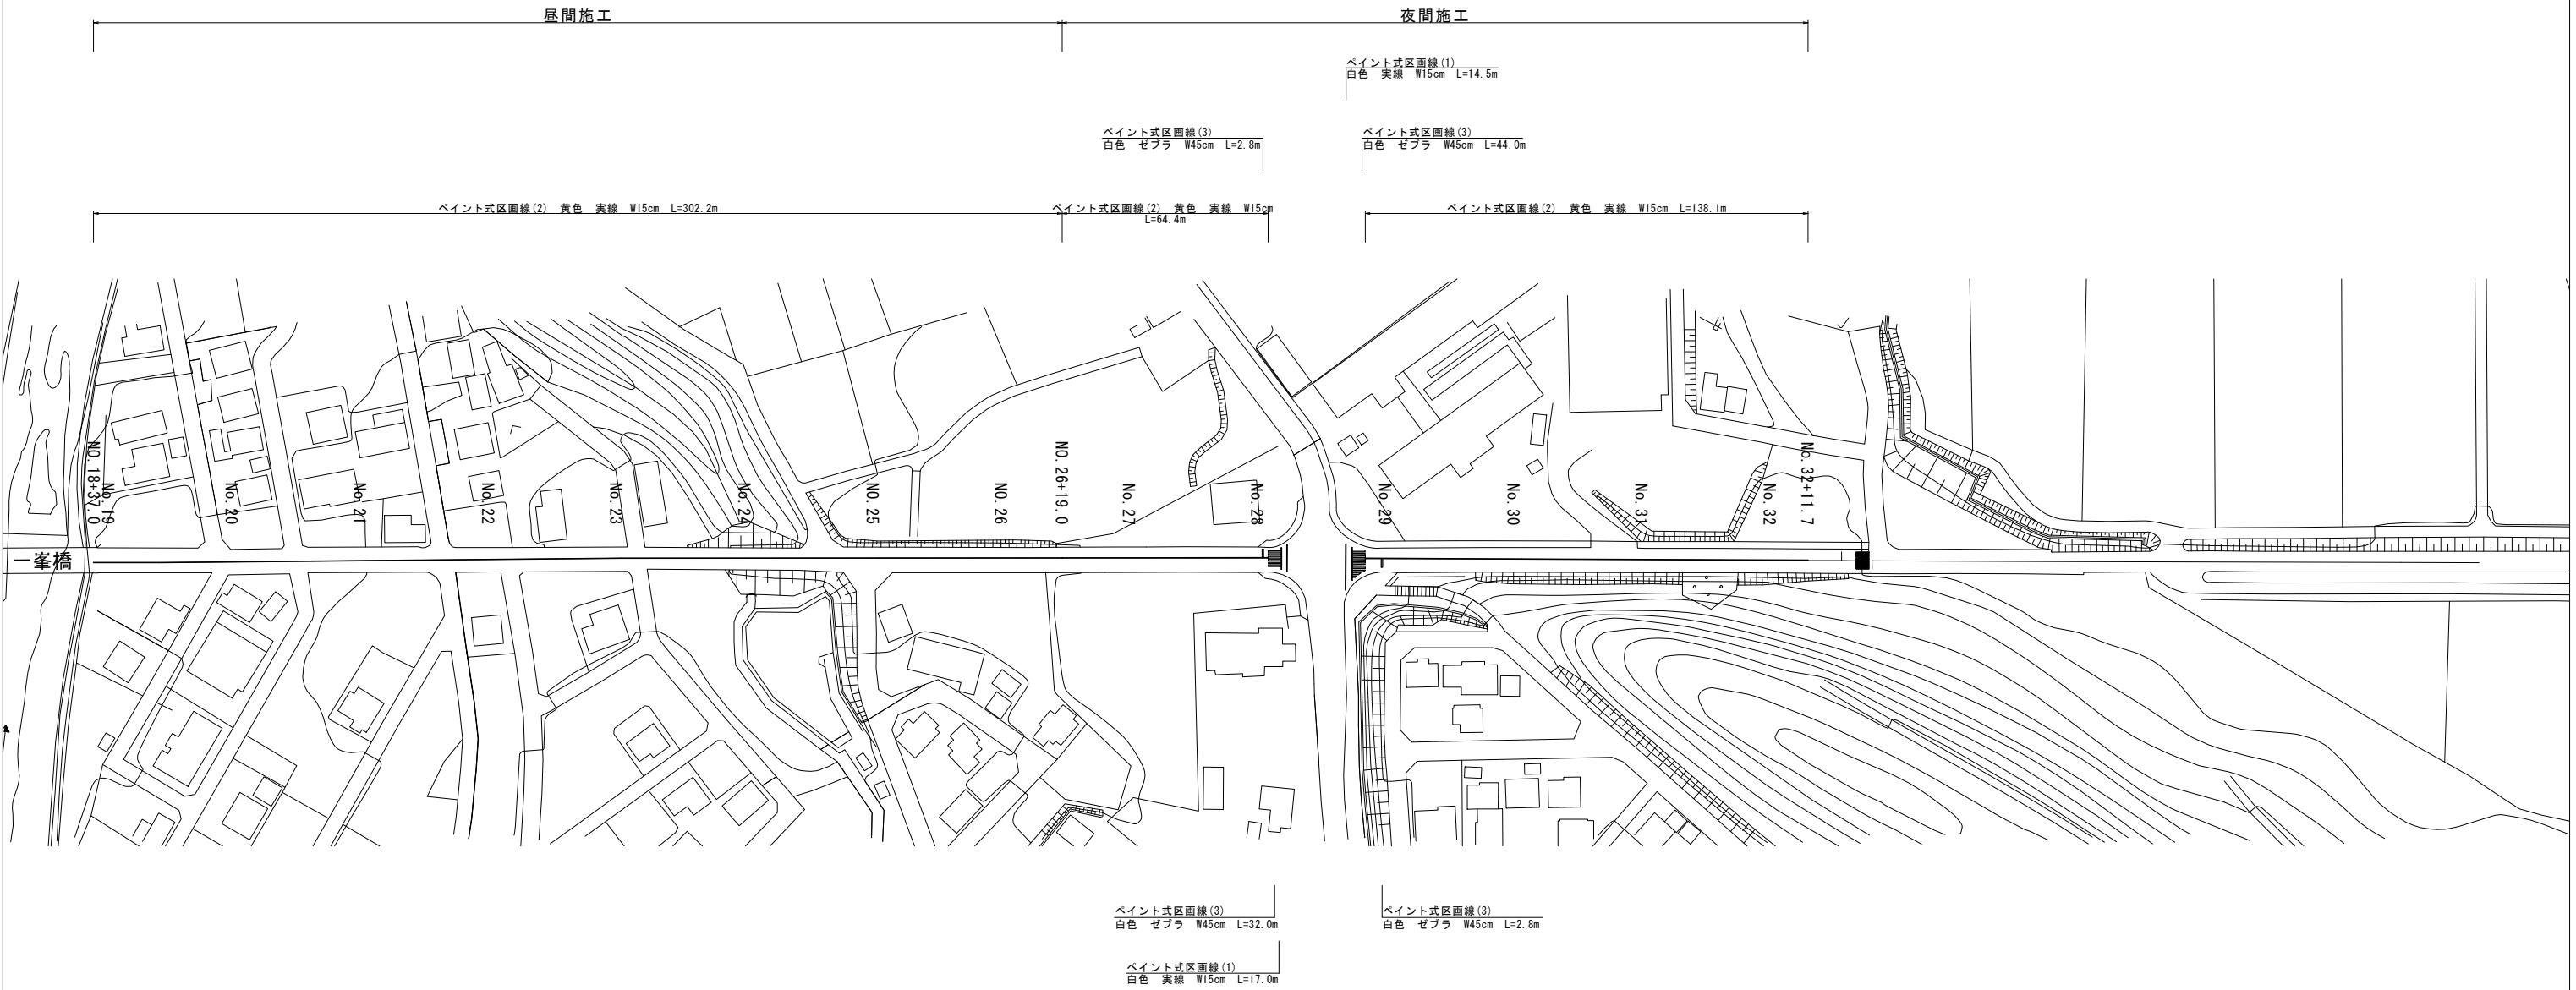 昼間施工
夜間施工
ペイント式区画線(1)
白色 実線 W15cm L=14.5m
ペイント式区画線(3)
白色 ゼブラ W45cm L=2.8m
ペイント式区画線(3)
白色 ゼブラ W45cm L=44.0m
ペイント式区画線(2) 黄色 実線 W15cm L=302.2m
ペイント式区画線(2) 黄色 実線 W15cm
L=64.4m
ペイント式区画線(2) 黄色 実線 W15cm L=138.1m
NO.18+37.0
No.19
No.20
No.21
No.22
No.23
No.24
NO.25
NO.26
NO.26+19.0
No.27
No.28
No.29
No.30
No.31
No.32
No.32+11.7
一峯橋
ペイント式区画線(3)
白色 ゼブラ W45cm L=32.0m
ペイント式区画線(3)
白色 ゼブラ W45cm L=2.8m
ペイント式区画線(1)
白色 実線 W15cm L=17.0m